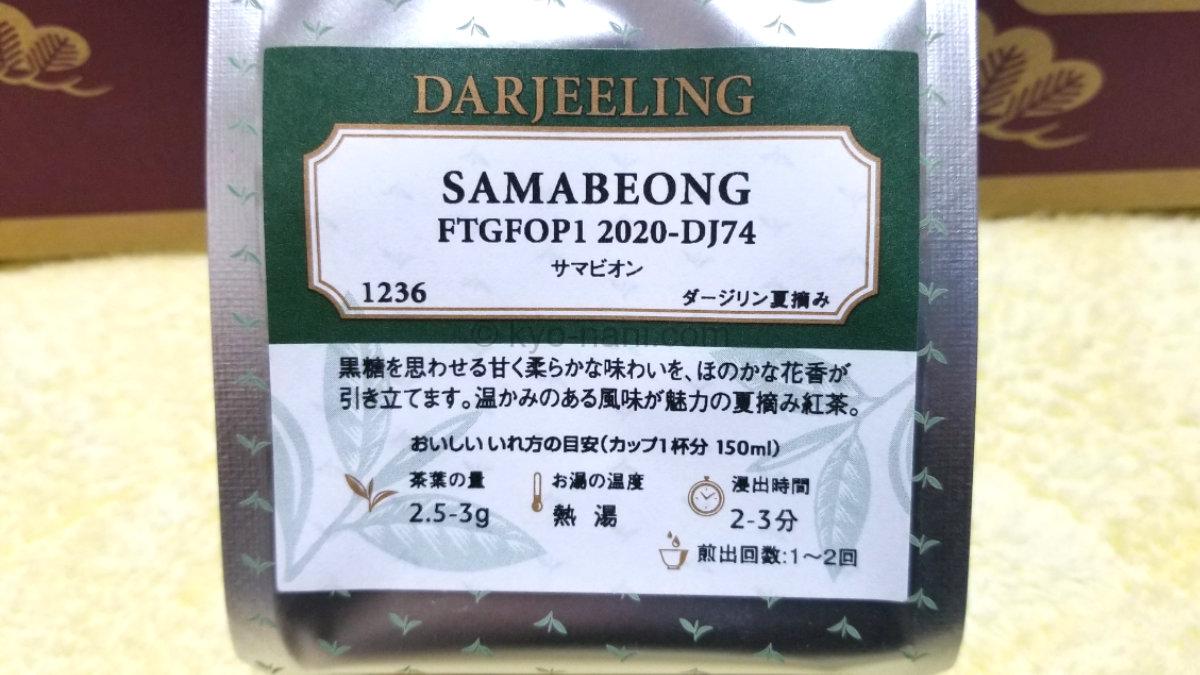 DARJEELING
SAMABEONG
FTGFOP1 2020-DJ74
サマビオン
1236
ダージリン夏摘み
© kyo-nani.com
黒糖を思わせる甘く柔らかな味わいを、ほのかな花香が
引き立てます。温かみのある風味が魅力の夏摘み紅茶。
おいしいいれ方の目安(カップ1杯分 150ml)
茶葉の量
2.5-3g
お湯の温度
熱湯
浸出時間
2-3分
煎出回数:1〜2回